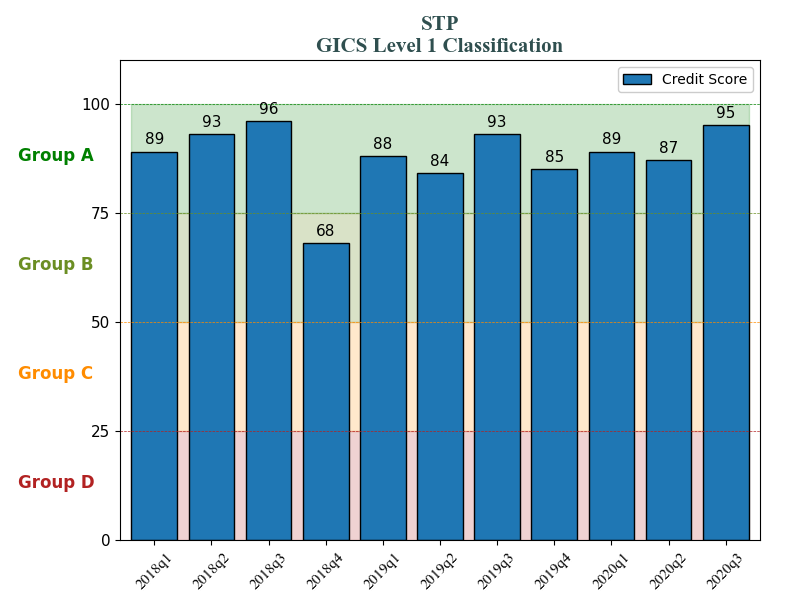 STP
GICS Level 1 Classification
Credit Score
100
75
50
25
0
Group A
Group B
Group C
Group D
89
93
96
68
88
84
93
85
89
87
95
2018q1
2018q2
2018q3
2018q4
2019q1
2019q2
2019q3
2019q4
2020q1
2020q2
2020q3